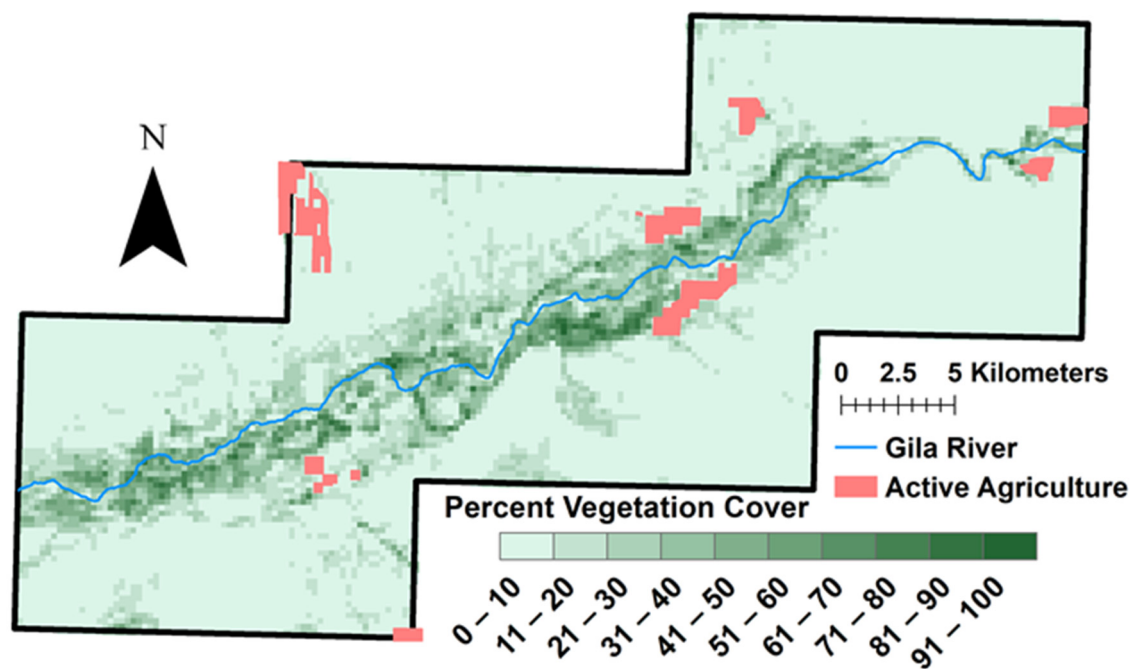 N
0 2.5 5 Kilometers
Gila River
Active Agriculture
Percent Vegetation Cover
0 – 10
11 – 20
21 – 30
31 – 40
41 – 50
51 – 60
61 – 70
71 – 80
81 – 90
91 – 100